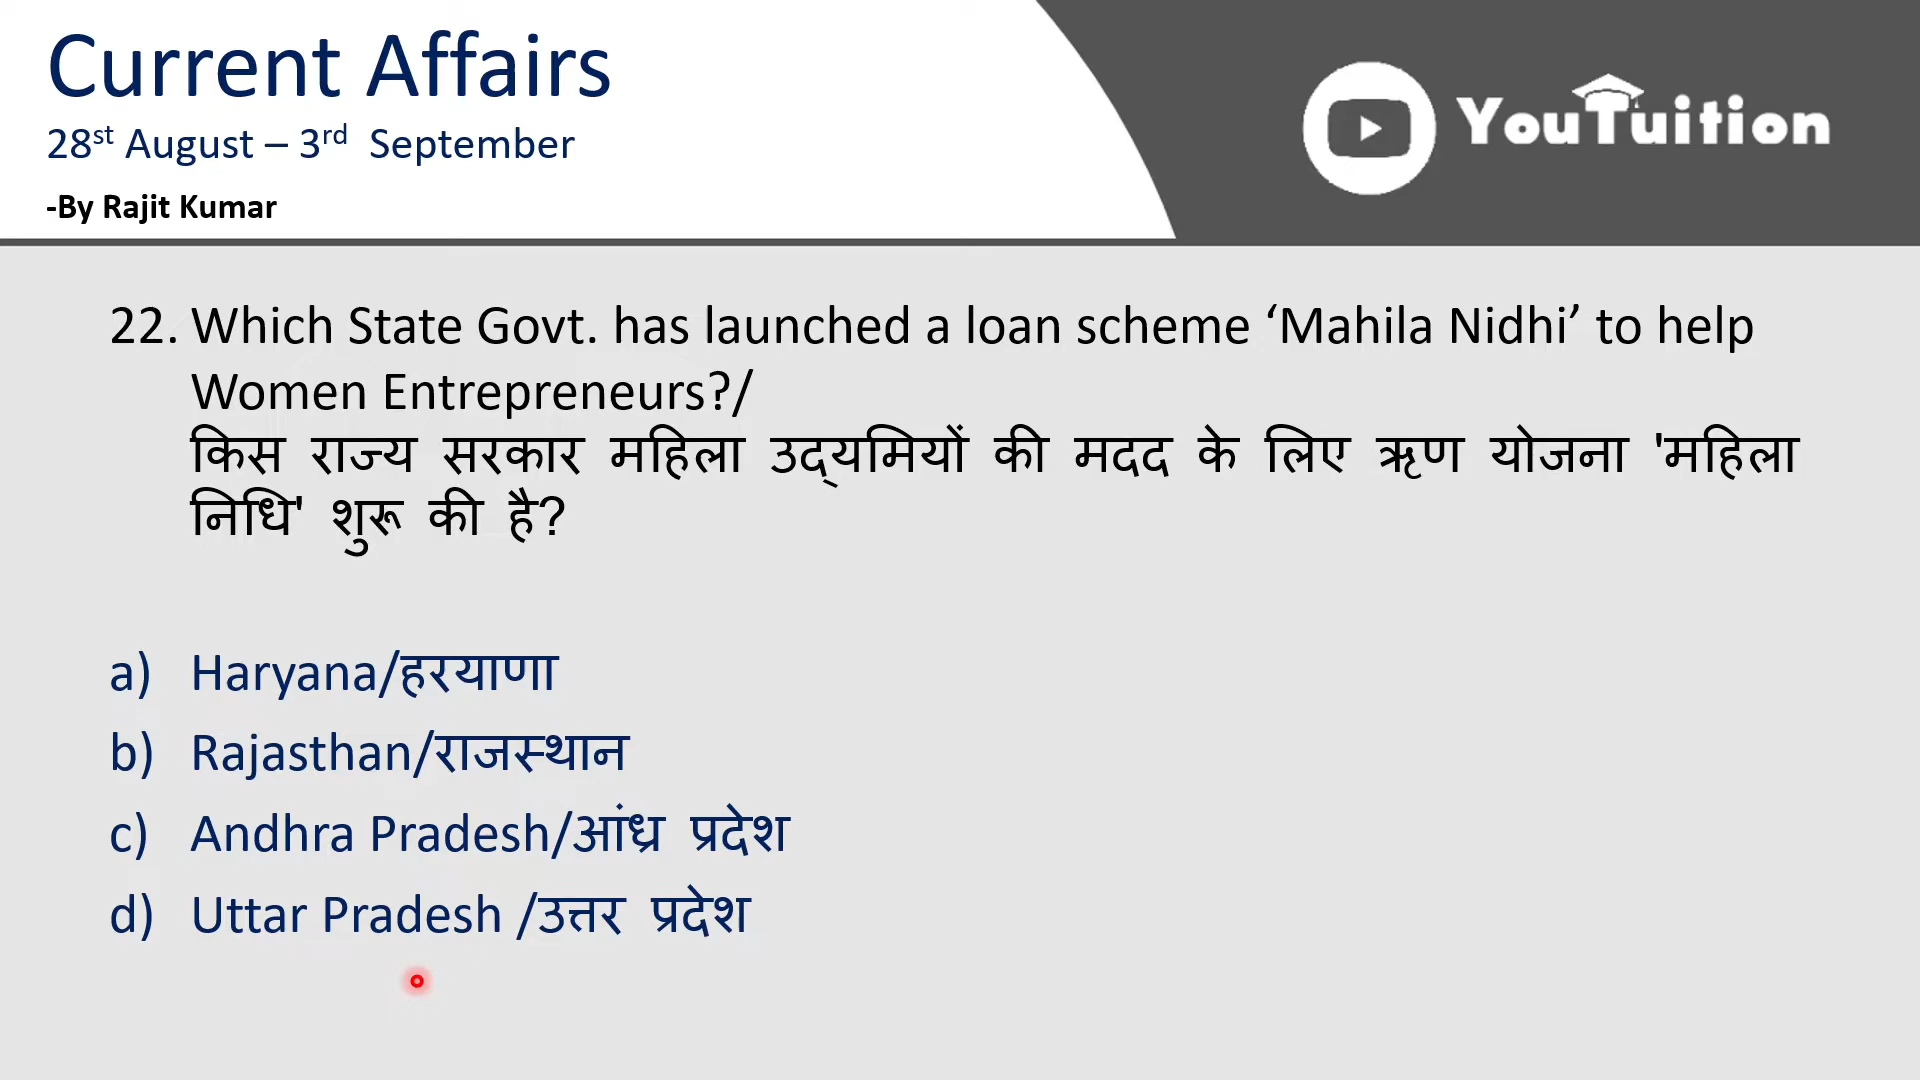 Current Affairs
28st August – 3rd September
-By Rajit Kumar
YouTuition
22. Which State Govt. has launched a loan scheme ‘Mahila Nidhi’ to help
Women Entrepreneurs?/
किस राज्य सरकार महिला उद्यमियों की मदद के लिए ऋण योजना 'महिला
निधि' शुरू की है?
a) Haryana/हरयाणा
b) Rajasthan/राजस्थान
c) Andhra Pradesh/आंध्र प्रदेश
d) Uttar Pradesh /उत्तर प्रदेश